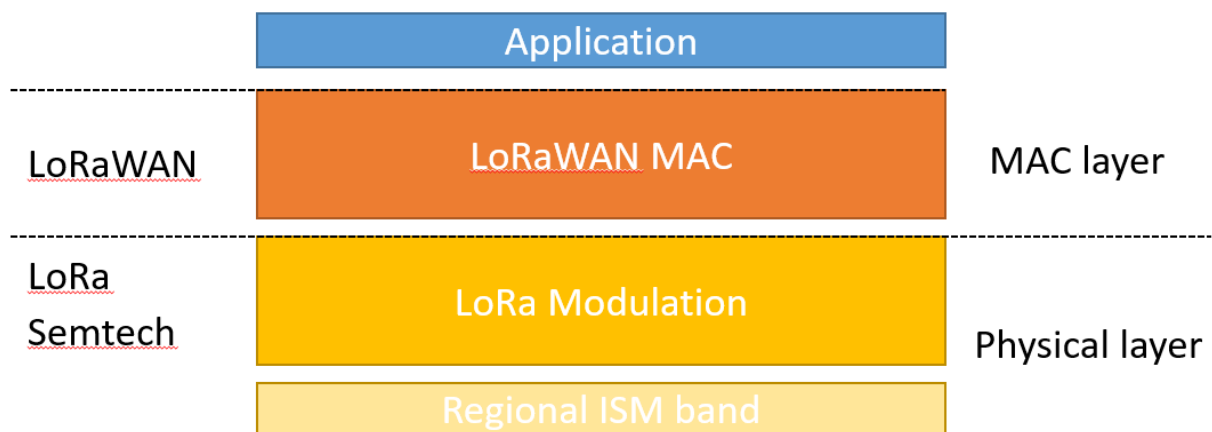 Application
LoRaWAN
LoRaWAN MAC
MAC layer
LoRa
Semtech
LoRa Modulation
Physical layer
Regional ISM band